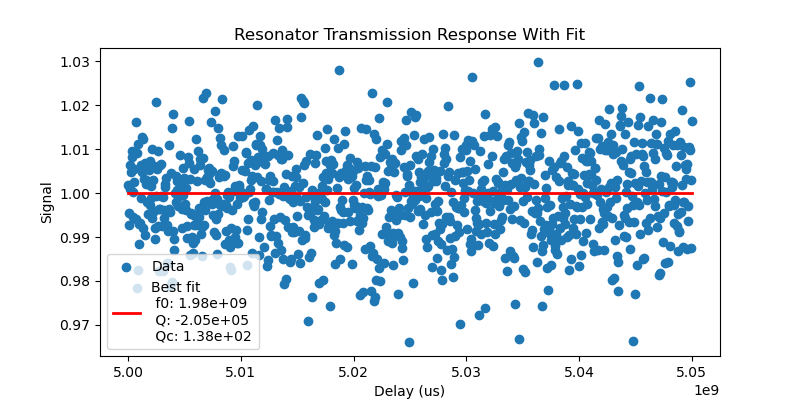 Resonator Transmission Response With Fit
1.03
1.02
1.01
1.00
0.99
0.98
0.97
Signal
Data
Best fit
f0: 1.98e+09
Q: -2.05e+05
Qc: 1.38e+02
5.00
5.01
5.02
5.03
5.04
5.05
1e9
Delay (us)